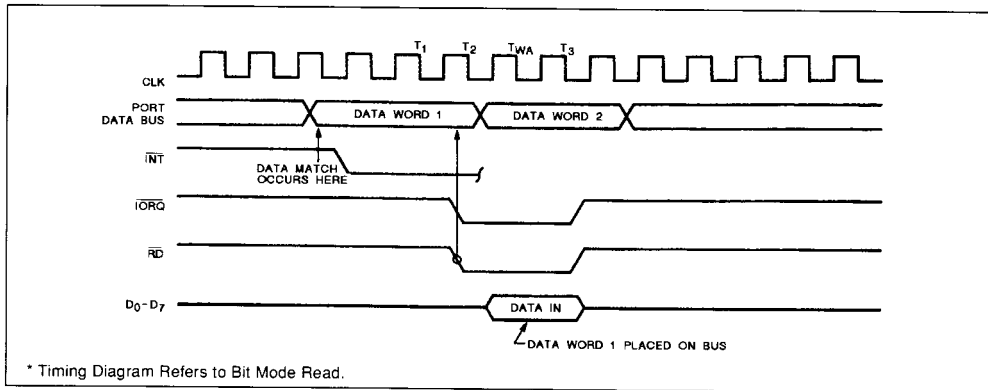 T1 T2 TWA T3
CLK
PORT
DATA BUS
DATA WORD 1
DATA WORD 2
INT
DATA MATCH
OCCURS HERE
IORQ
RD
D0-D7
DATA IN
DATA WORD 1 PLACED ON BUS
* Timing Diagram Refers to Bit Mode Read.